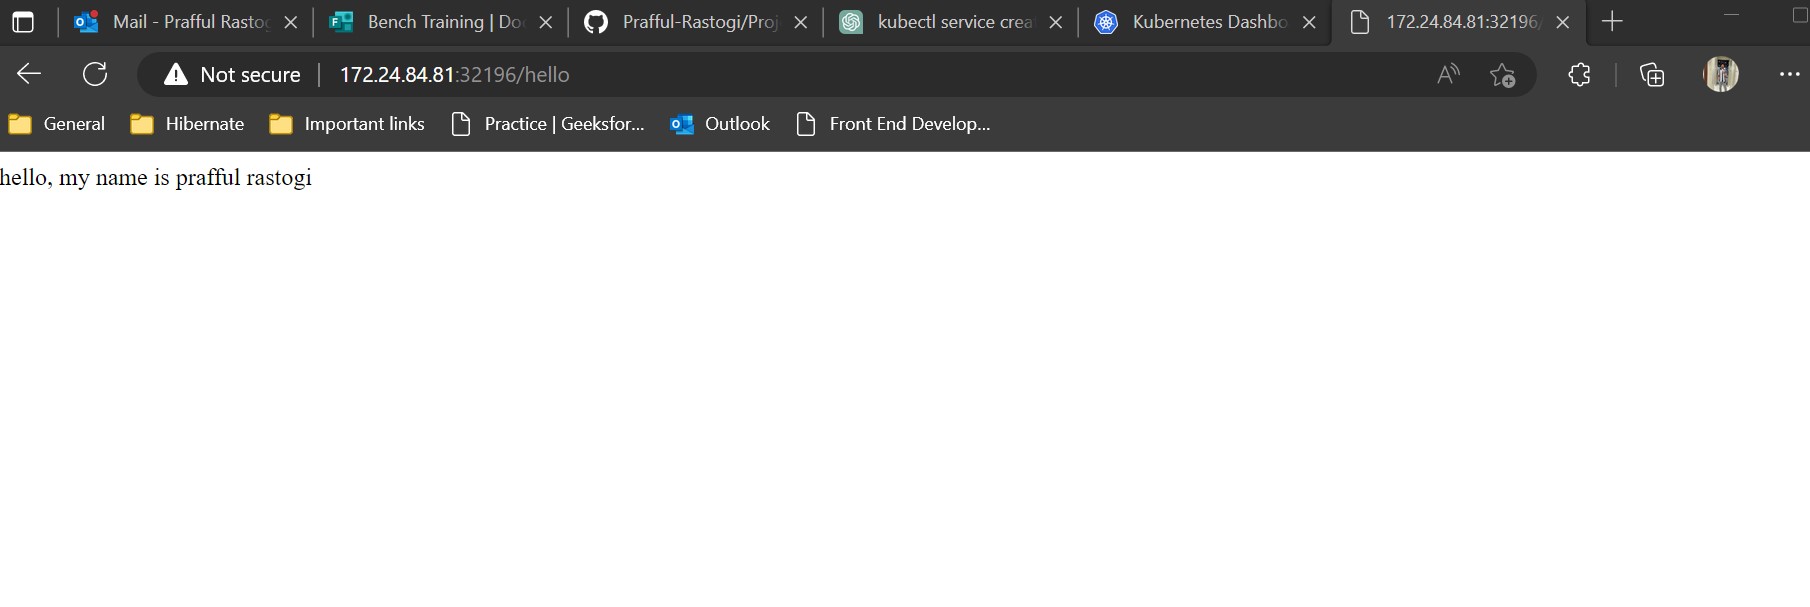 Mail - Prafful Rastog
Bench Training | Do
Prafful-Rastogi/Proj
kubectl service crea
Kubernetes Dashbo
172.24.84.81:32196/
Not secure
172.24.84.81:32196/hello
General
Hibernate
Important links
Practice | Geeksfor...
Outlook
Front End Develop...
hello, my name is prafful rastogi